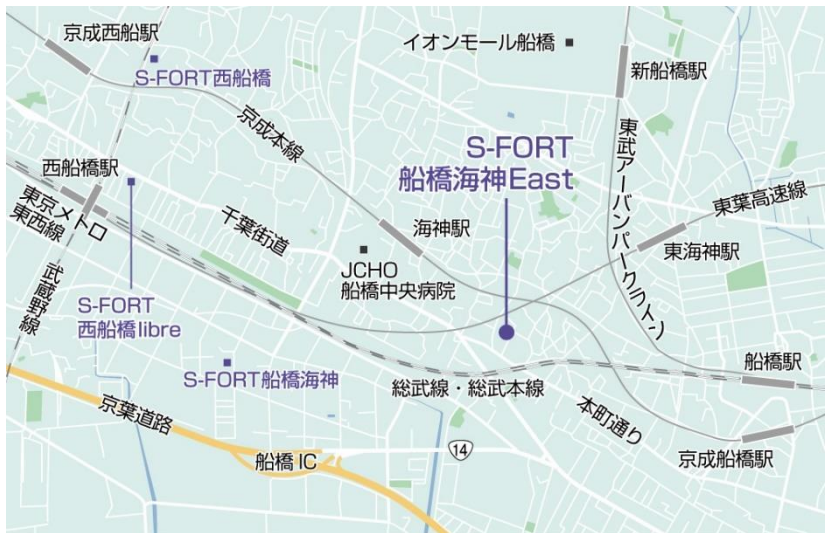 京成西船駅
S-FORT西船橋
イオンモール船橋
新船橋駅
京成本線
S-FORT
船橋海神East
東武アーバンパークラトン
西船橋駅
東京メトロ
東西線
千葉街道
海神駅
東葉高速線
東海神駅
JCHO
船橋中央病院
武蔵野線
S-FORT
西船橋libre
S-FORT船橋海神
総武線・総武本線
船橋駅
京葉道路
本町通り
船橋IC
14
京成船橋駅